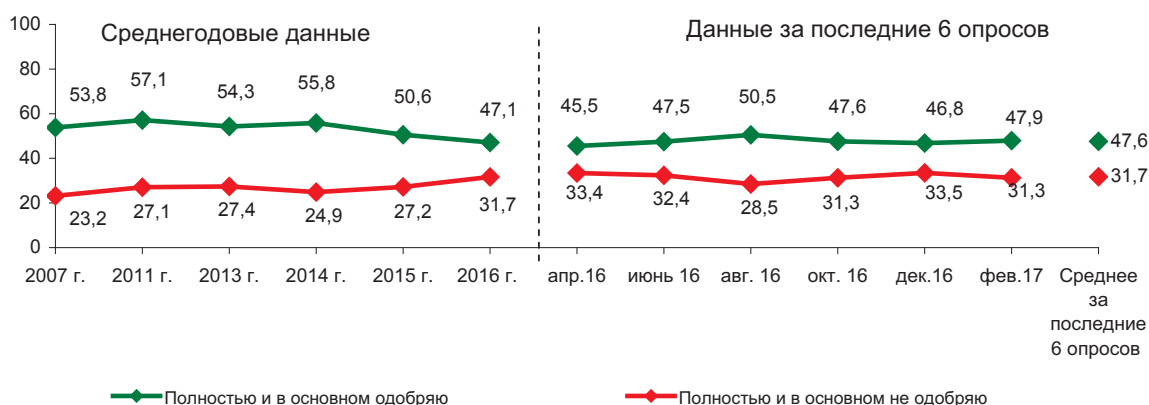 100
Среднегодовые данные
Данные за последние 6 опросов
80
60
40
20
0
53,8
57,1
54,3
55,8
50,6
47,1
45,5
47,5
50,5
47,6
46,8
47,9
47,6
23,2
27,1
27,4
24,9
27,2
31,7
33,4
32,4
28,5
31,3
33,5
31,3
31,7
2007 г.
2011 г.
2013 г.
2014 г.
2015 г.
2016 г.
апр.16
июнь 16
авг. 16
окт. 16
дек.16
фев.17
Среднее
за
последние
6 опросов
Полностью и в основном одобряю
Полностью и в основном не одобряю